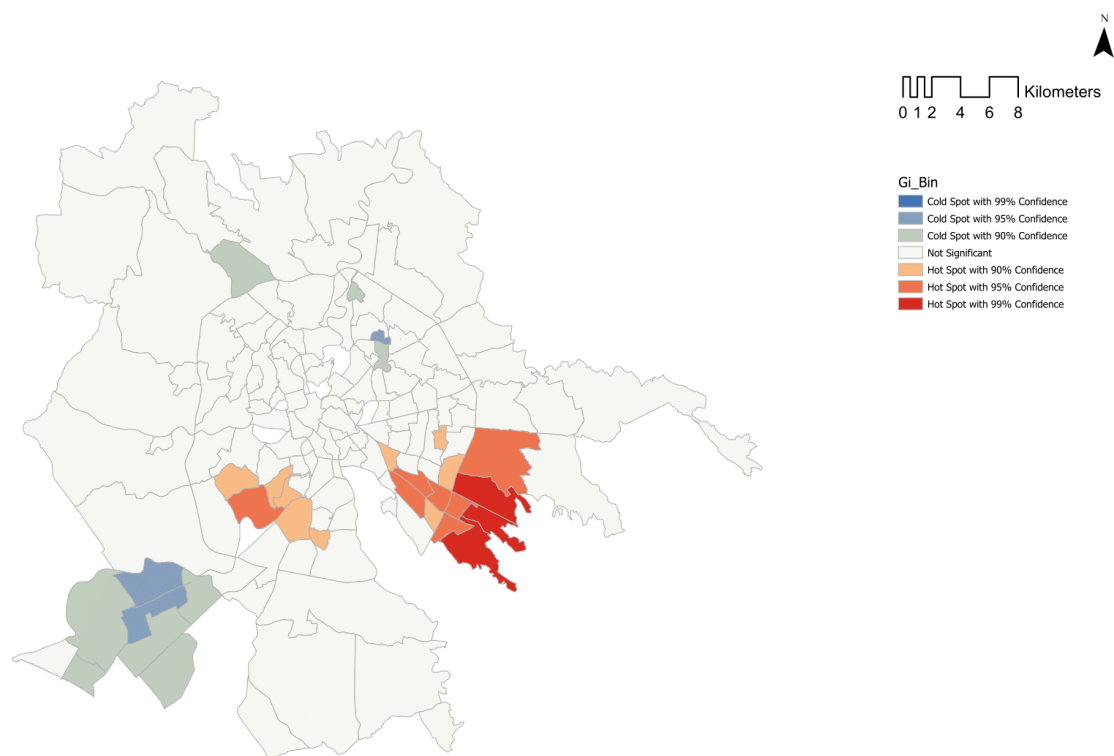 N
Kilometers
0 1 2 4 6 8
Gi_Bin
Cold Spot with 99% Confidence
Cold Spot with 95% Confidence
Cold Spot with 90% Confidence
Not Significant
Hot Spot with 90% Confidence
Hot Spot with 95% Confidence
Hot Spot with 99% Confidence